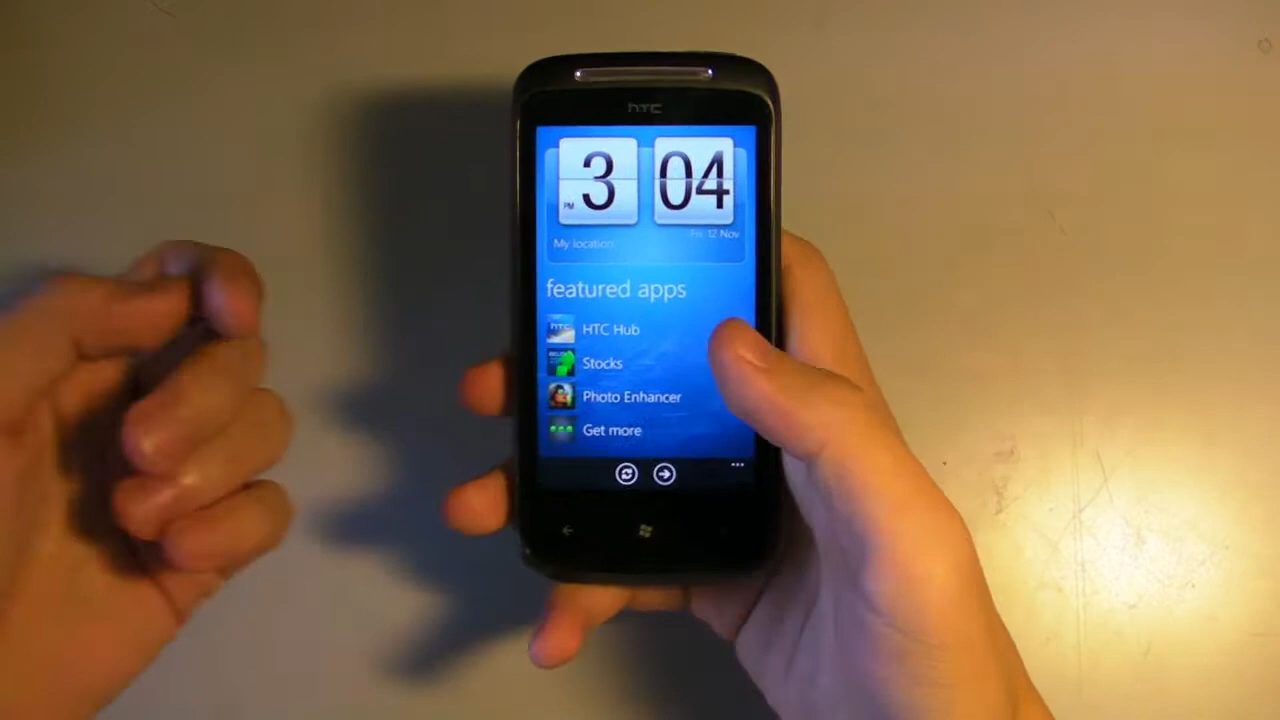 hTC
3 04
PM
Fri 12 Nov
My location
featured apps
HTC Hub
Stocks
Photo Enhancer
Get more